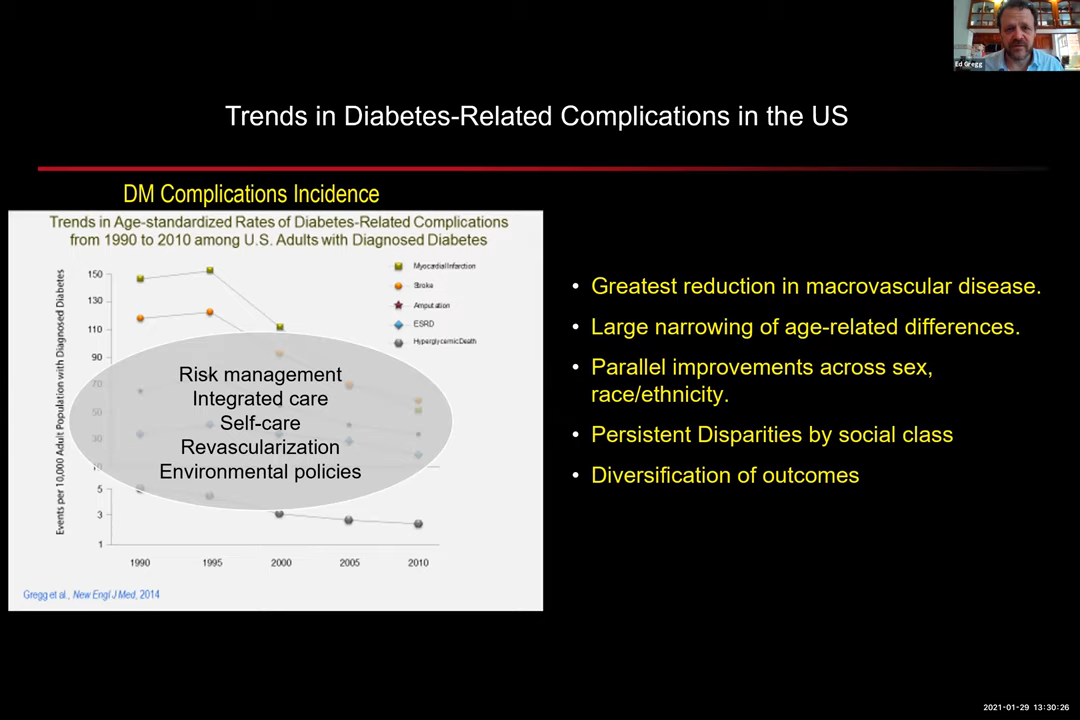 Ed Gregg
Trends in Diabetes-Related Complications in the US
DM Complications Incidence
Trends in Age-standardized Rates of Diabetes-Related Complications
from 1990 to 2010 among U.S. Adults with Diagnosed Diabetes
Events per 10,000 Adult Population with Diagnosed Diabetes
150
130
110
90
70
50
30
10
5
3
1
1990 1995 2000 2005 2010
Myocardial Infarction
Stroke
Amputation
ESRD
Hyperglycemic Death
Risk management
Integrated care
Self-care
Revascularization
Environmental policies
Gregg et al., New Engl J Med, 2014
• Greatest reduction in macrovascular disease.
• Large narrowing of age-related differences.
• Parallel improvements across sex,
race/ethnicity.
• Persistent Disparities by social class
• Diversification of outcomes
2021-01-29 13:30:26